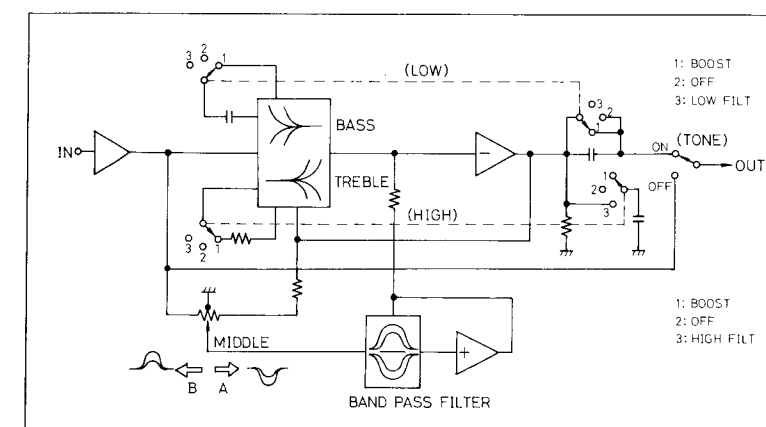 3 2 1
(LOW)
1: BOOST
2: OFF
3: LOW FILT
3 2
1
BASS
IN
−
ON (TONE)
OUT
TREBLE
OFF
1
2
3
(HIGH)
3 2 1
1: BOOST
2: OFF
3: HIGH FILT
MIDDLE
+
B A
BAND PASS FILTER